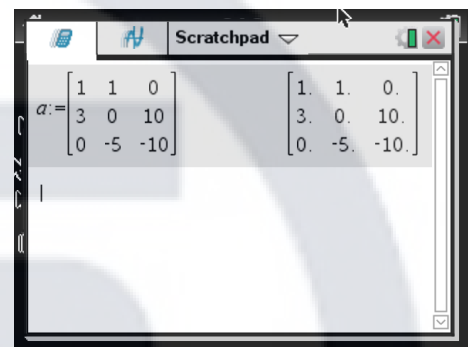 Scratchpad
1 1 0 1. 1. 0.
a:= 3 0 10 3. 0. 10.
0 -5 -10 0. -5. -10.